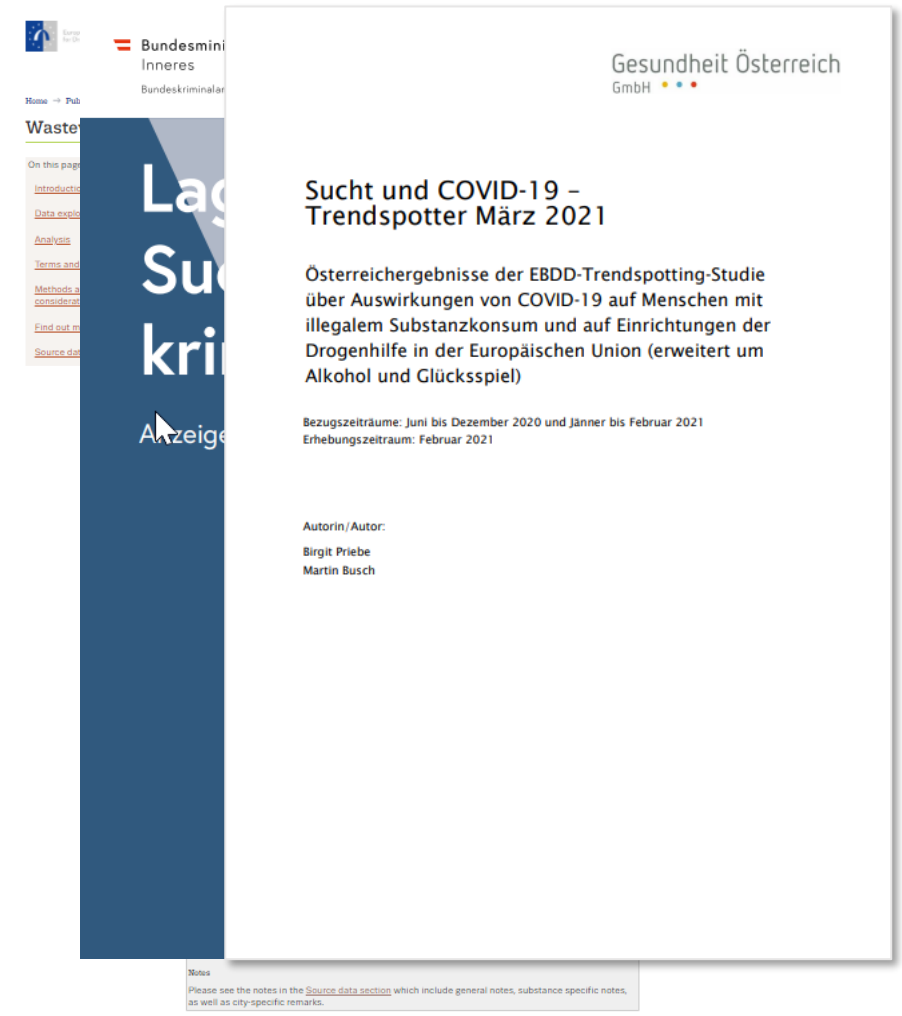 Home → Pub
Waste
On this page
Introductio
Data explo
Analysis
Terms and
Methods a
considerat
Find out m
Source dat
Bundesmini
Inneres
Bundeskriminalar
Lag
Suc
krin
Anzeige
Gesundheit Österreich
GmbH
Sucht und COVID-19 –
Trendspotter März 2021
Österreichergebnisse der EBDD-Trendspotting-Studie
über Auswirkungen von COVID-19 auf Menschen mit
illegalem Substanzkonsum und auf Einrichtungen der
Drogenhilfe in der Europäischen Union (erweitert um
Alkohol und Glücksspiel)
Bezugszeiträume: Juni bis Dezember 2020 und Jänner bis Februar 2021
Erhebungszeitraum: Februar 2021
Autorin/Autor:
Birgit Priebe
Martin Busch
Notes
Please see the notes in the Source data section which include general notes, substance specific notes,
as well as city-specific remarks.